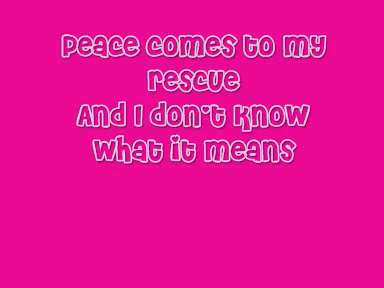 Peace comes to my
rescue
And I don't know
what it means